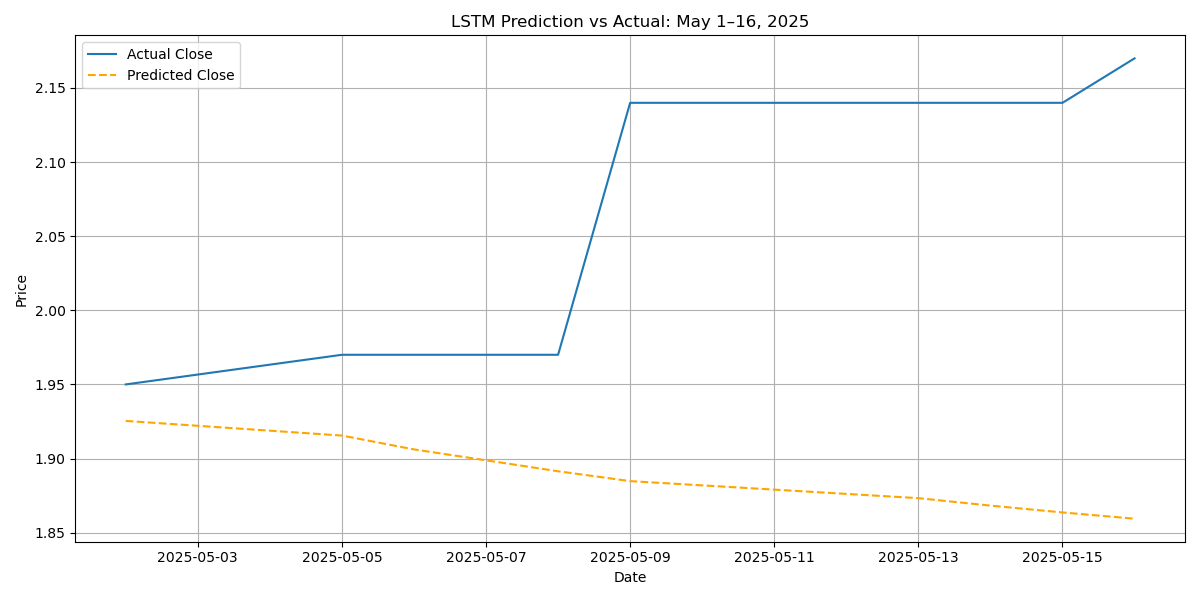 LSTM Prediction vs Actual: May 1–16, 2025
Actual Close
Predicted Close
2.15
2.10
2.05
2.00
1.95
1.90
1.85
Price
2025-05-03 2025-05-05 2025-05-07 2025-05-09 2025-05-11 2025-05-13 2025-05-15
Date